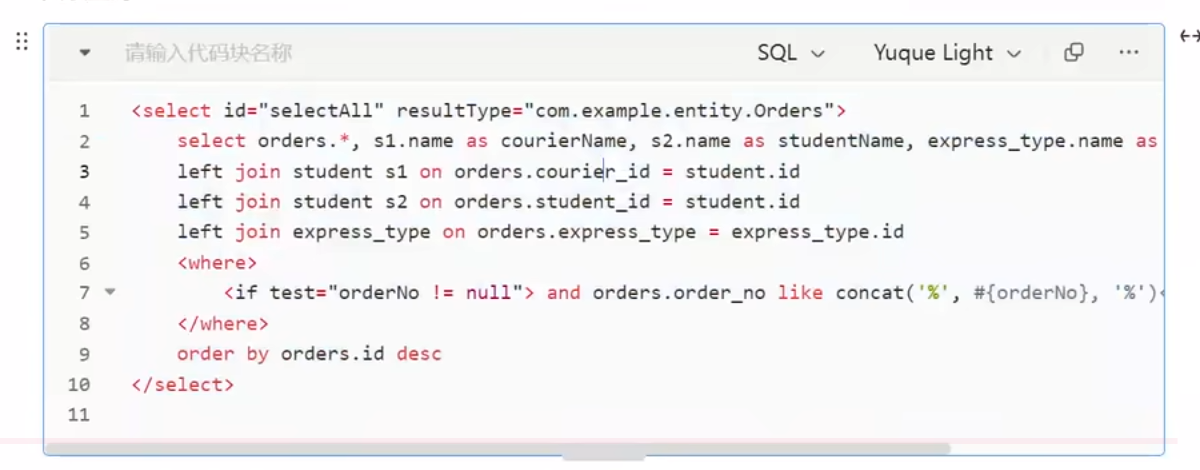 请输入代码块名称 SQL Yuque Light
1 <select id="selectAll" resultType="com.example.entity.Orders">
2 select orders.*, s1.name as courierName, s2.name as studentName, express_type.name as
3 left join student s1 on orders.courier_id = student.id
4 left join student s2 on orders.student_id = student.id
5 left join express_type on orders.express_type = express_type.id
6 <where>
7 <if test="orderNo != null"> and orders.order_no like concat('%', #{orderNo}, '%')<
8 </where>
9 order by orders.id desc
10 </select>
11